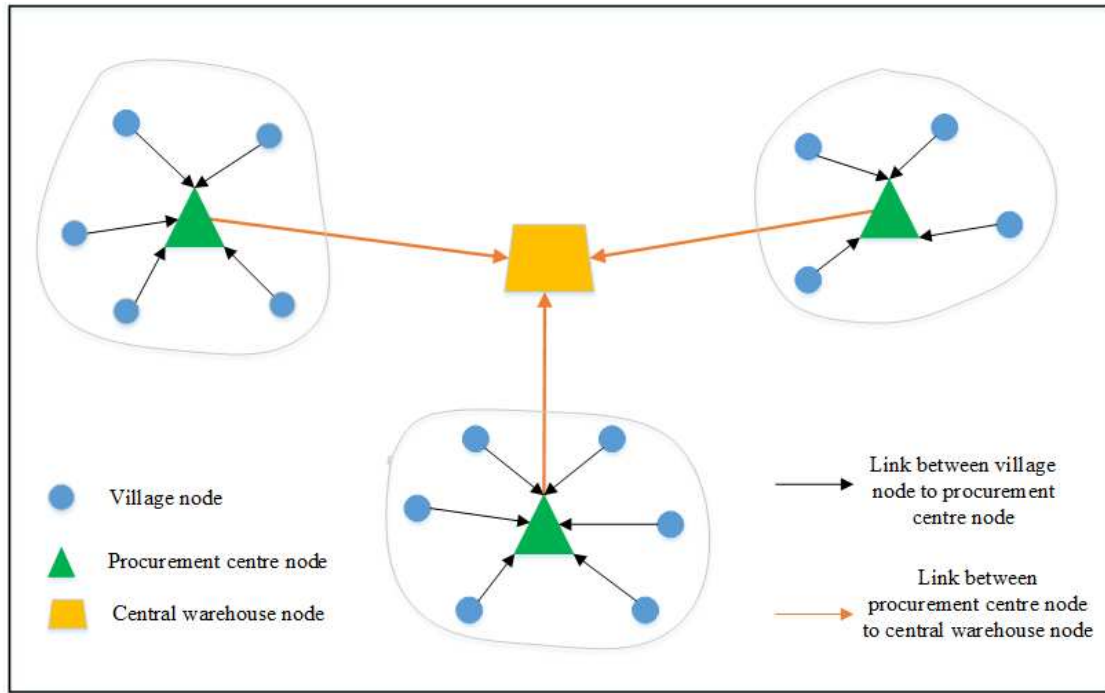 Village node
Procurement centre node
Central warehouse node
Link between village
node to procurement
centre node
Link between
procurement centre node
to central warehouse node